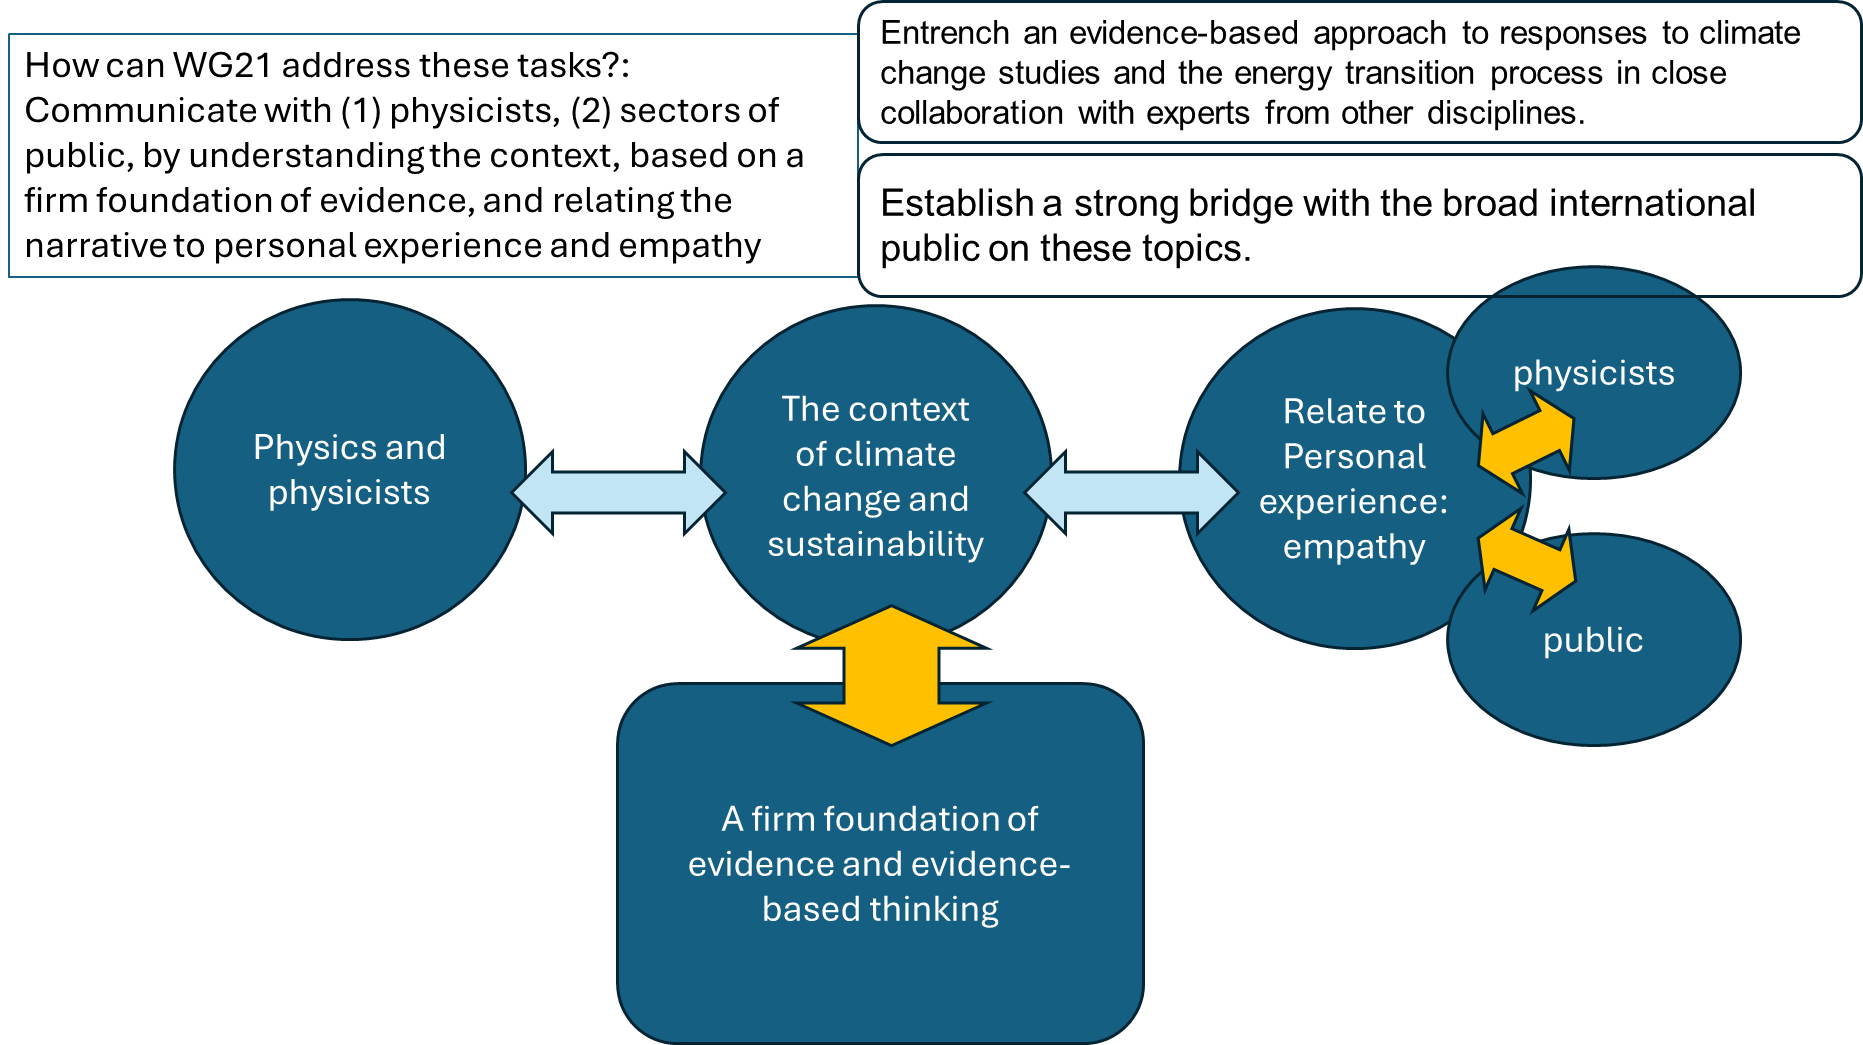 How can WG21 address these tasks?:
Communicate with (1) physicists, (2) sectors of
public, by understanding the context, based on a
firm foundation of evidence, and relating the
narrative to personal experience and empathy
Entrench an evidence-based approach to responses to climate
change studies and the energy transition process in close
collaboration with experts from other disciplines.
Establish a strong bridge with the broad international
public on these topics.
Physics and
physicists
The context
of climate
change and
sustainability
Relate to
Personal
experience:
empathy
physicists
public
A firm foundation of
evidence and evidence-
based thinking